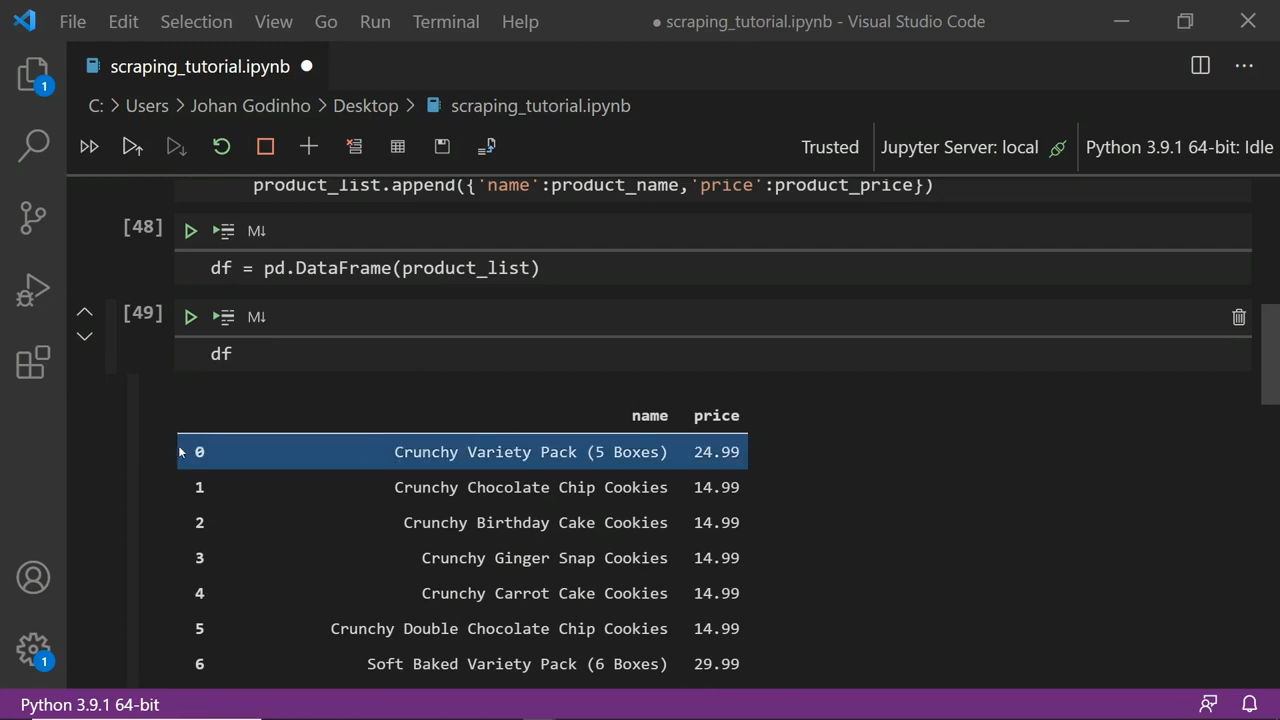 File Edit Selection View Go Run Terminal Help ● scraping_tutorial.ipynb - Visual Studio Code
scraping_tutorial.ipynb ●
C: > Users > Johan Godinho > Desktop > scraping_tutorial.ipynb
Trusted Jupyter Server: local Python 3.9.1 64-bit: Idle
product_list.append({'name':product_name,'price':product_price})
[48] M↓
df = pd.DataFrame(product_list)
[49] M↓
df
name price
0 Crunchy Variety Pack (5 Boxes) 24.99
1 Crunchy Chocolate Chip Cookies 14.99
2 Crunchy Birthday Cake Cookies 14.99
3 Crunchy Ginger Snap Cookies 14.99
4 Crunchy Carrot Cake Cookies 14.99
5 Crunchy Double Chocolate Chip Cookies 14.99
6 Soft Baked Variety Pack (6 Boxes) 29.99
1
1
Python 3.9.1 64-bit